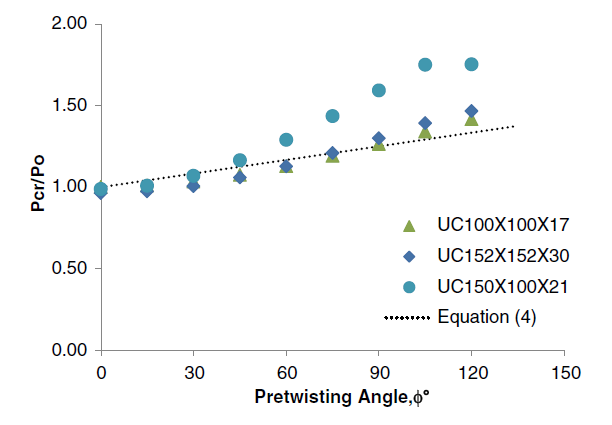 2.00
1.50
1.00
0.50
0.00
Pcr/Po
UC100X100X17
UC152X152X30
UC150X100X21
Equation (4)
0 30 60 90 120 150
Pretwisting Angle,ϕ°